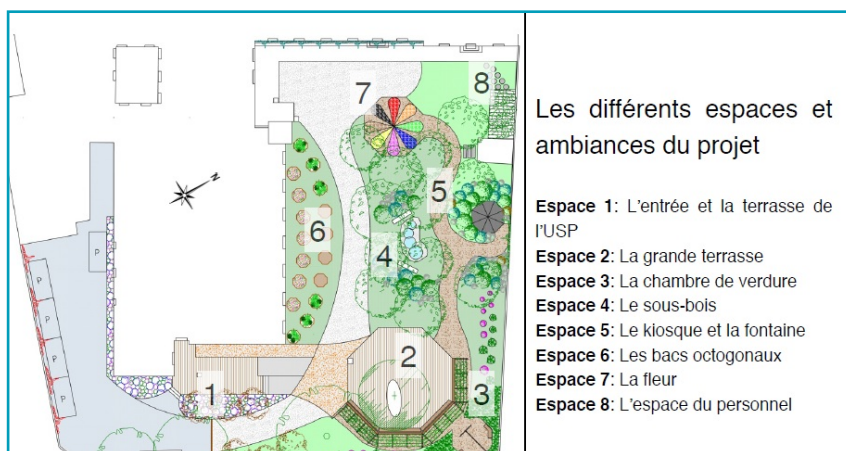 8
7
5
6
4
2
1
3
P
P
P
P
P
P
N
Les différents espaces et
ambiances du projet
Espace 1: L'entrée et la terrasse de
l'USP
Espace 2: La grande terrasse
Espace 3: La chambre de verdure
Espace 4: Le sous-bois
Espace 5: Le kiosque et la fontaine
Espace 6: Les bacs octogonaux
Espace 7: La fleur
Espace 8: L'espace du personnel